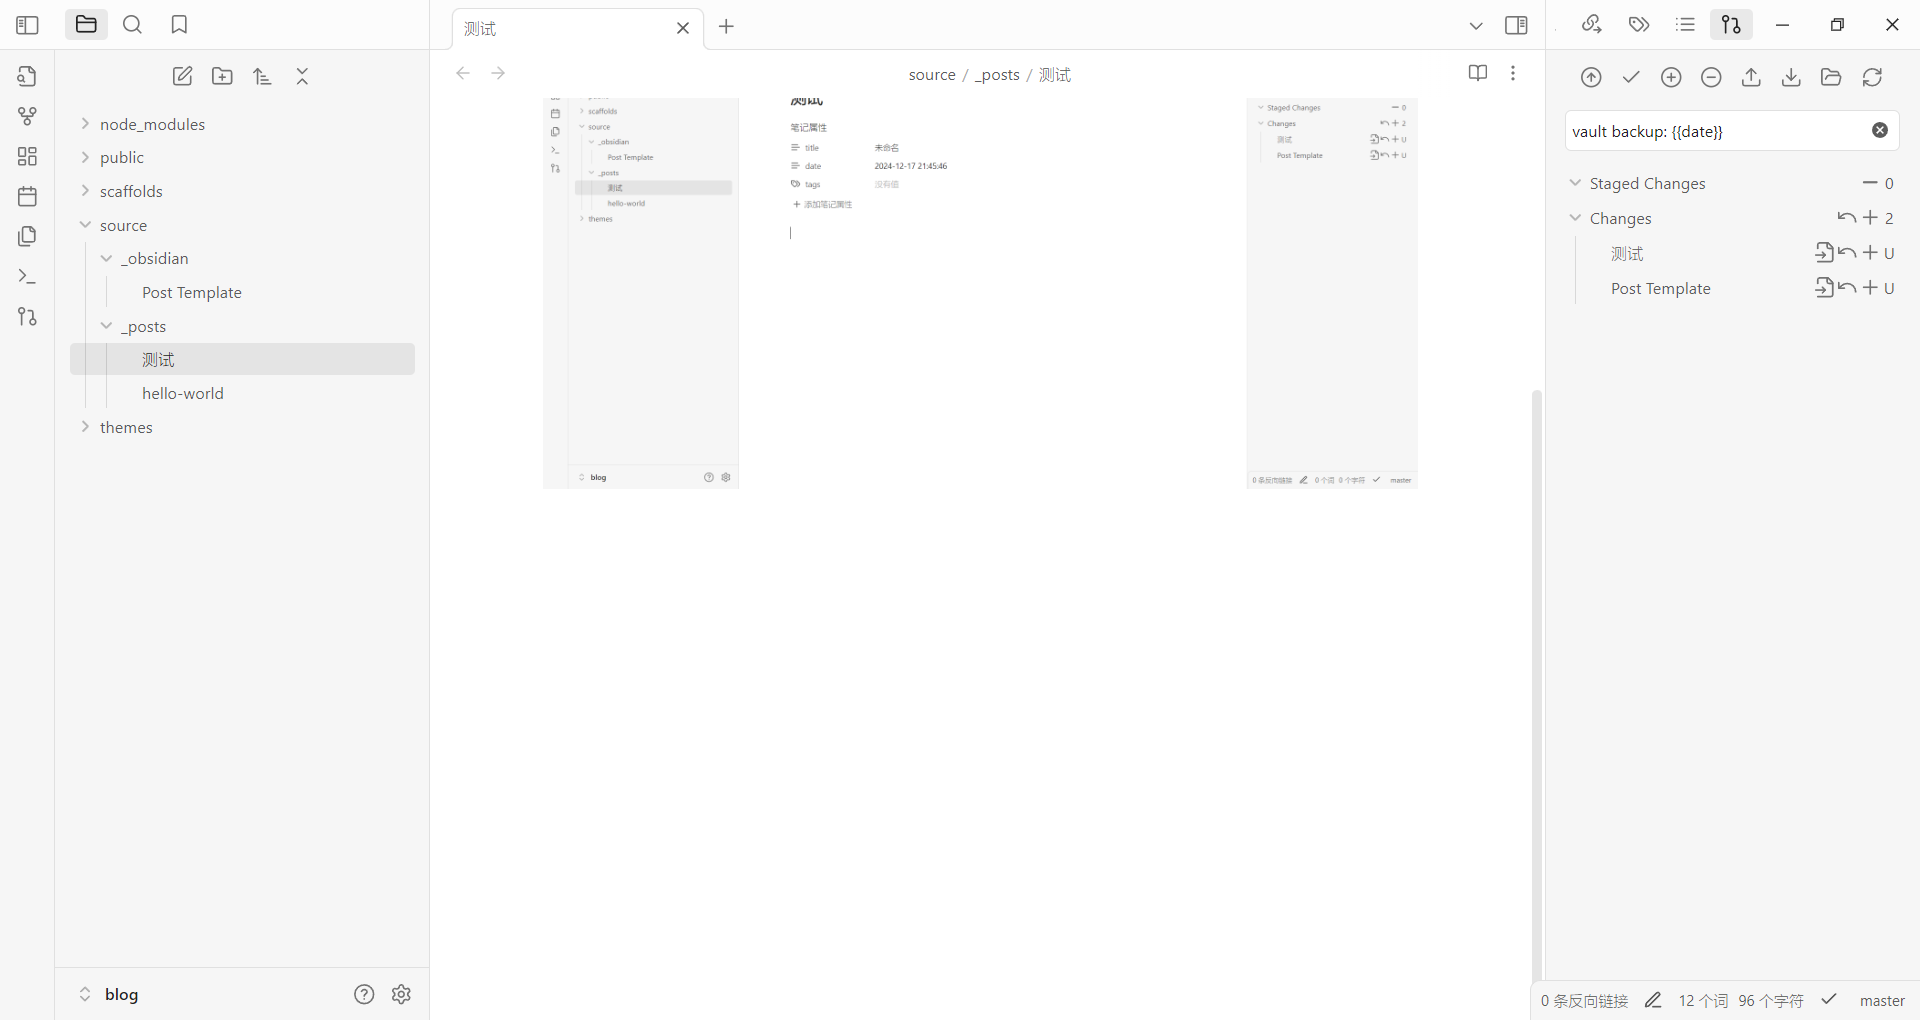 测试
source / _posts / 测试
node_modules
public
scaffolds
source
_obsidian
Post Template
_posts
测试
hello-world
themes
blog
scaffolds
source
_obsidian
Post Template
_posts
测试
hello-world
themes
blog
测试
笔记属性
title 未命名
date 2024-12-17 21:45:46
tags 没有值
添加笔记属性
Staged Changes 0
Changes 2
测试 U
Post Template U
0 条反向链接 0 个词 0 个字符 master
vault backup: {{date}}
Staged Changes 0
Changes 2
测试 U
Post Template U
0 条反向链接 12 个词 96 个字符 master